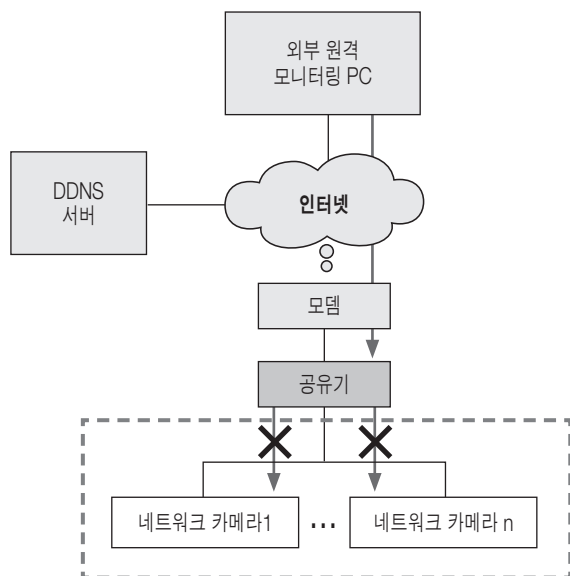 외부 원격
모니터링 PC
DDNS
서버
인터넷
모뎀
공유기
네트워크 카메라1
...
네트워크 카메라 n